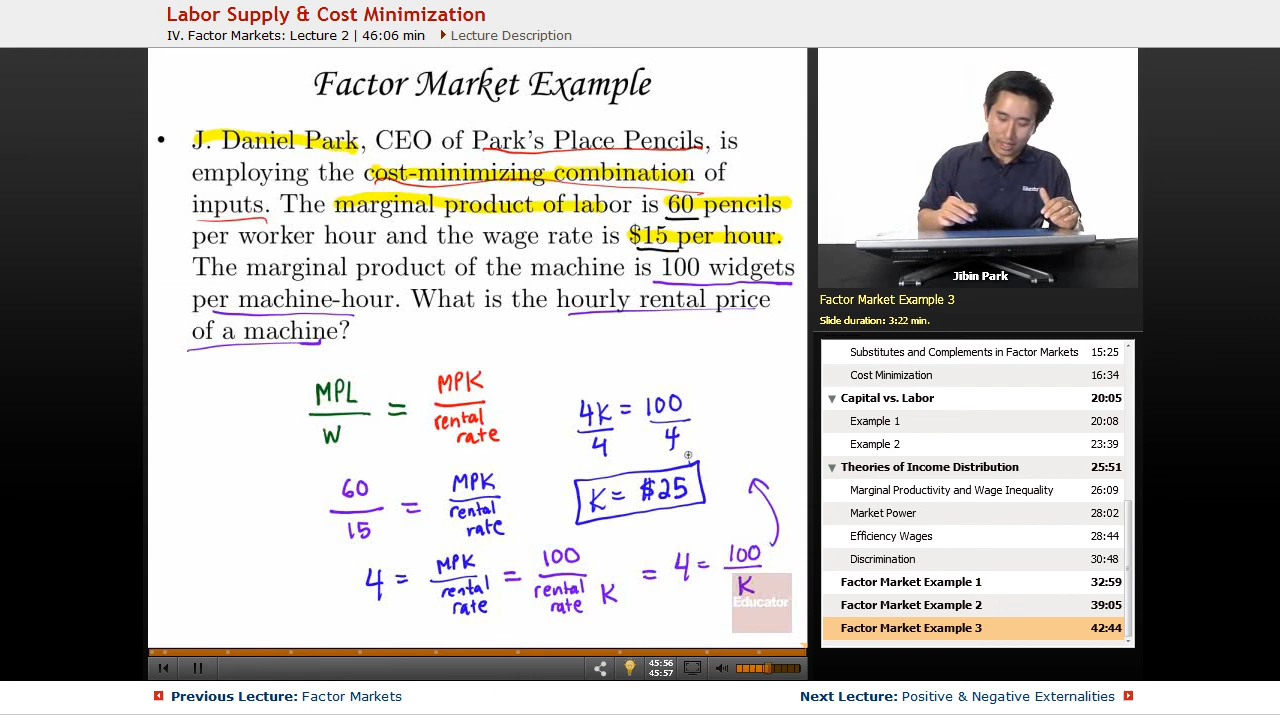 Labor Supply & Cost Minimization
IV. Factor Markets: Lecture 2 | 46:06 min Lecture Description
Factor Market Example
• J. Daniel Park, CEO of Park's Place Pencils, is
employing the cost-minimizing combination of
inputs. The marginal product of labor is 60 pencils
per worker hour and the wage rate is $15 per hour.
The marginal product of the machine is 100 widgets
per machine-hour. What is the hourly rental price
of a machine?
MPL
W
=
MPK
rental
rate
60
15
=
MPK
rental
rate
4 =
MPK
rental
rate
=
100
rental
rate
K
= 4 =
100
K
4K = 100
4 4
K = $25
Educator
Jibin Park
Factor Market Example 3
Slide duration: 3:22 min.
Substitutes and Complements in Factor Markets 15:25
Cost Minimization 16:34
Capital vs. Labor 20:05
Example 1 20:08
Example 2 23:39
Theories of Income Distribution 25:51
Marginal Productivity and Wage Inequality 26:09
Market Power 28:02
Efficiency Wages 28:44
Discrimination 30:48
Factor Market Example 1 32:59
Factor Market Example 2 39:05
Factor Market Example 3 42:44
45:56
45:57
Previous Lecture: Factor Markets
Next Lecture: Positive & Negative Externalities